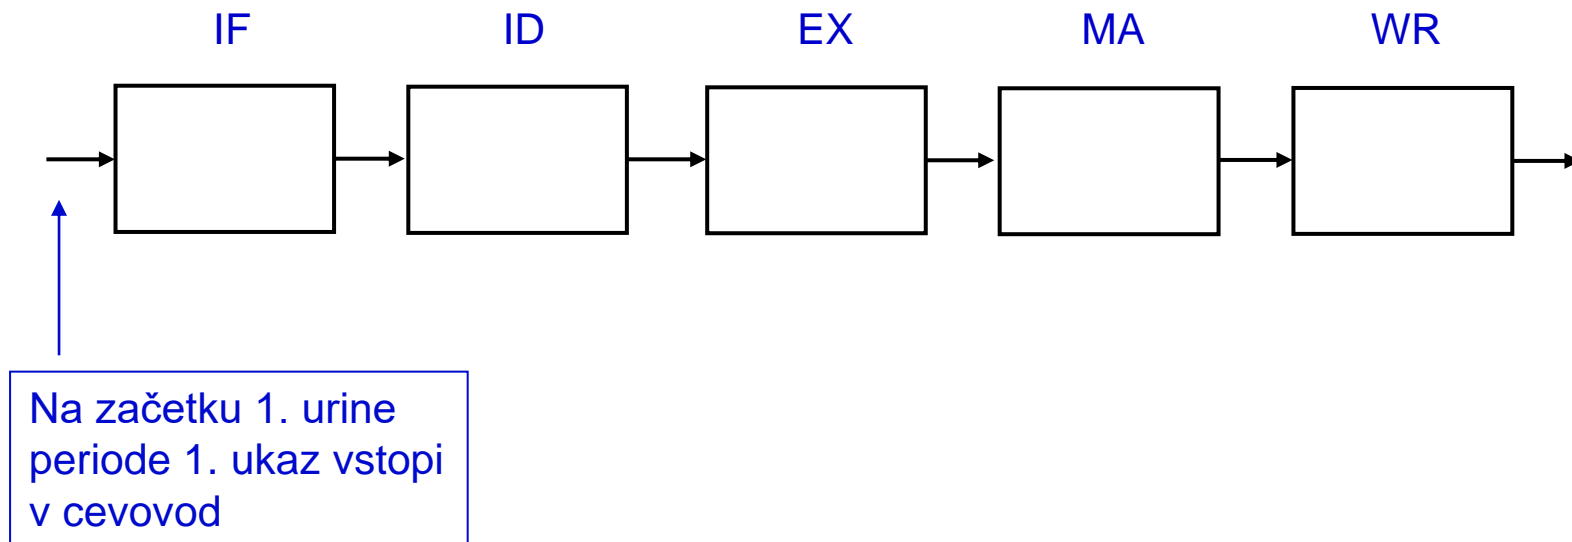 IF ID EX MA WR
Na začetku 1. urine
periode 1. ukaz vstopi
v cevovod